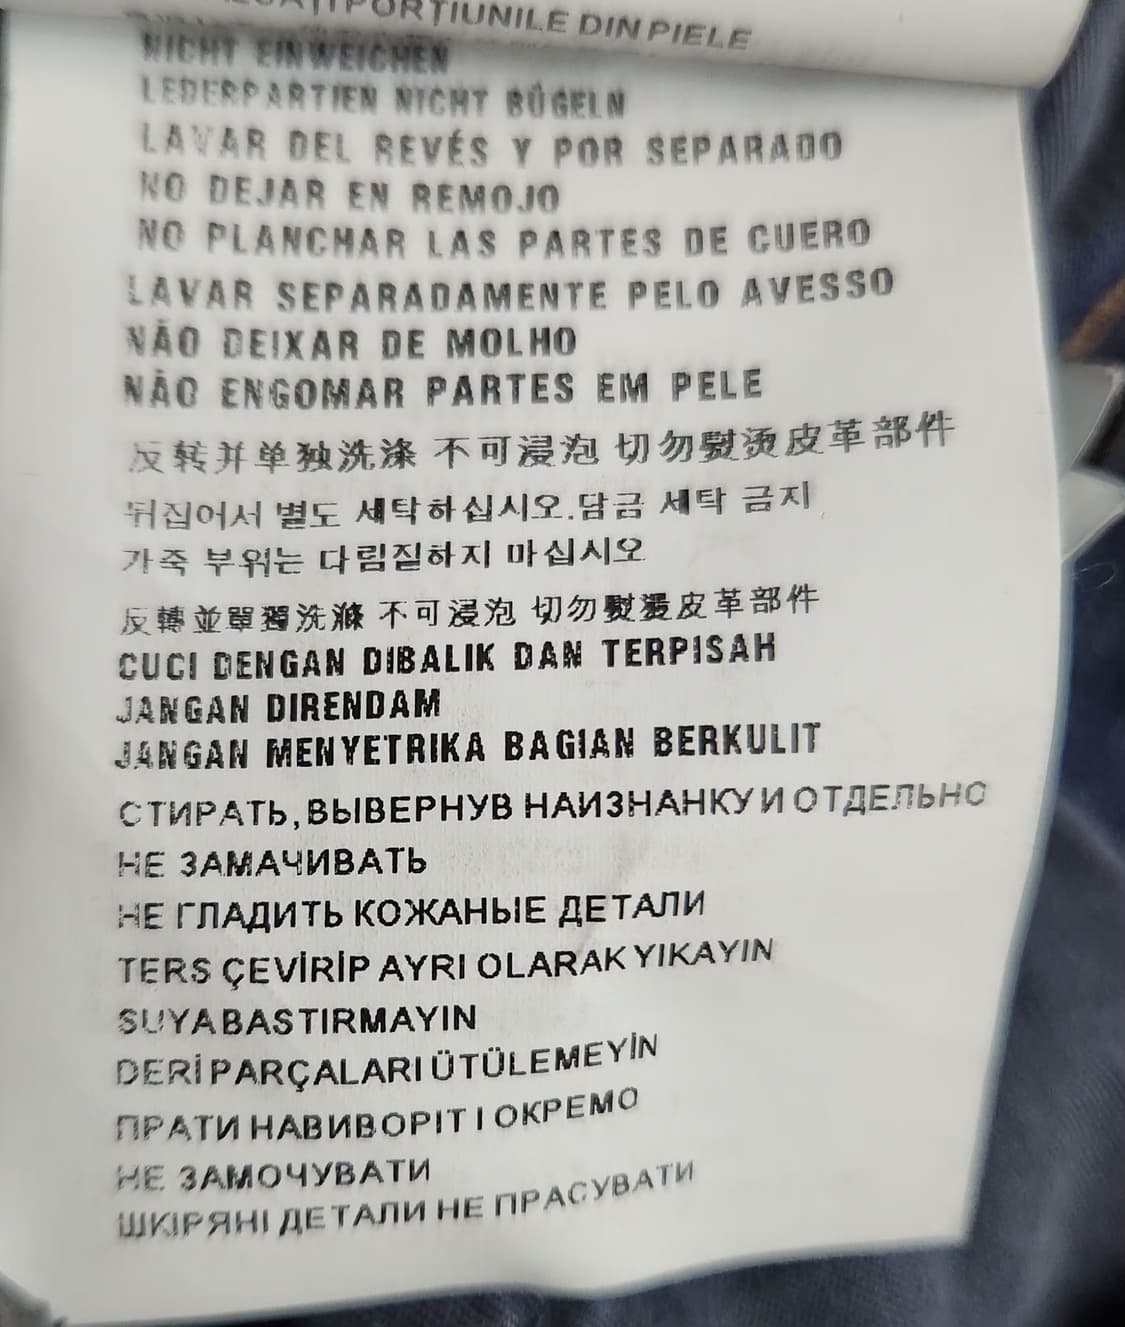 PORȚIUNILE DIN PIELE
NICHT EINWEICHEN
LEDERPARTIEN NICHT BÜGELN
LAVAR DEL REVÉS Y POR SEPARADO
NO DEJAR EN REMOJO
NO PLANCHAR LAS PARTES DE CUERO
LAVAR SEPARADAMENTE PELO AVESSO
NÃO DEIXAR DE MOLHO
NÃO ENGOMAR PARTES EM PELE
反转并单独洗涤 不可浸泡 切勿熨烫皮革部件
뒤집어서 별도 세탁하십시오.담금 세탁 금지
가죽 부위는 다림질하지 마십시오
反轉並單獨洗滌 不可浸泡 切勿熨燙皮革部件
CUCI DENGAN DIBALIK DAN TERPISAH
JANGAN DIRENDAM
JANGAN MENYETRIKA BAGIAN BERKULIT
СТИРАТЬ, ВЫВЕРНУВ НАИЗНАНКУ И ОТДЕЛЬНО
НЕ ЗАМАЧИВАТЬ
НЕ ГЛАДИТЬ КОЖАНЫЕ ДЕТАЛИ
TERS ÇEVİRİP AYRI OLARAK YIKAYIN
SUYA BASTIRMAYIN
DERİ PARÇALARI ÜTÜLEMEYİN
ПРАТИ НАВИВОРІТ І ОКРЕМО
НЕ ЗАМОЧУВАТИ
ШКІРЯНІ ДЕТАЛИ НЕ ПРАСУВАТИ